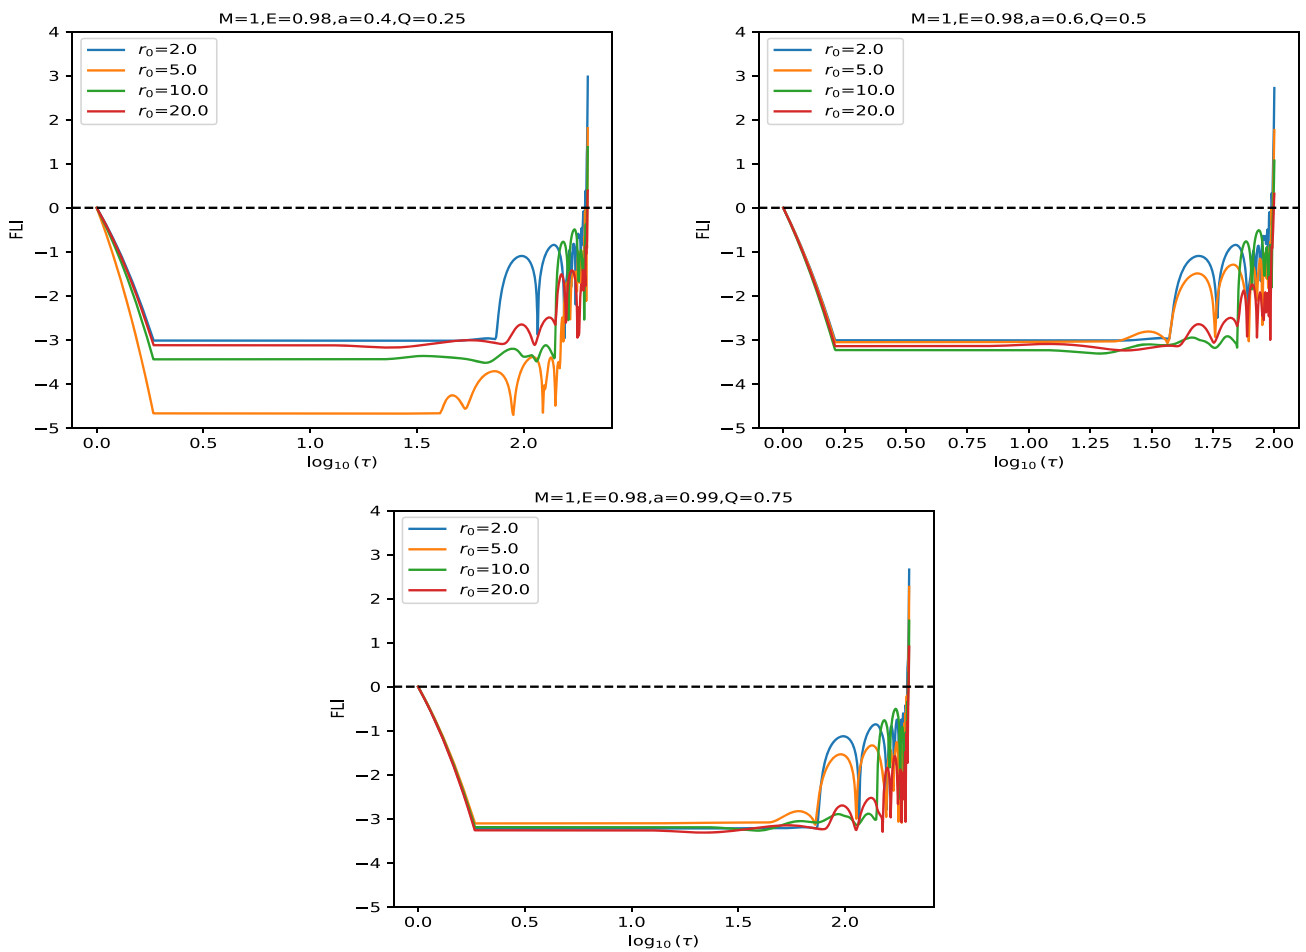 M=1,E=0.98,a=0.4,Q=0.25
4
3
2
1
0
−1
−2
−3
−4
−5
FLI
r₀=2.0
r₀=5.0
r₀=10.0
r₀=20.0
0.0 0.5 1.0 1.5 2.0
log₁₀(τ)
M=1,E=0.98,a=0.6,Q=0.5
4
3
2
1
0
−1
−2
−3
−4
−5
FLI
r₀=2.0
r₀=5.0
r₀=10.0
r₀=20.0
0.00 0.25 0.50 0.75 1.00 1.25 1.50 1.75 2.00
log₁₀(τ)
M=1,E=0.98,a=0.99,Q=0.75
4
3
2
1
0
−1
−2
−3
−4
−5
FLI
r₀=2.0
r₀=5.0
r₀=10.0
r₀=20.0
0.0 0.5 1.0 1.5 2.0
log₁₀(τ)